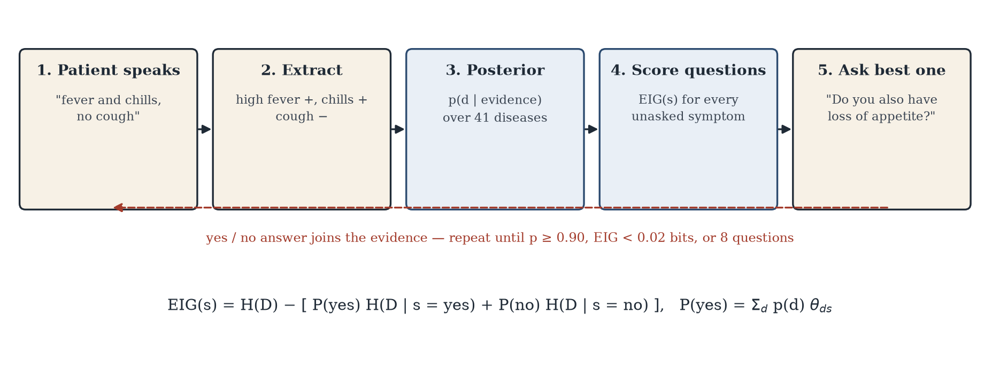 1. Patient speaks
"fever and chills,
no cough"
2. Extract
high fever +, chills +
cough −
3. Posterior
p(d | evidence)
over 41 diseases
4. Score questions
EIG(s) for every
unasked symptom
5. Ask best one
"Do you also have
loss of appetite?"
yes / no answer joins the evidence — repeat until p ≥ 0.90, EIG < 0.02 bits, or 8 questions
EIG(s) = H(D) − [ P(yes) H(D | s = yes) + P(no) H(D | s = no) ],   P(yes) = Σ_d p(d) θ_ds